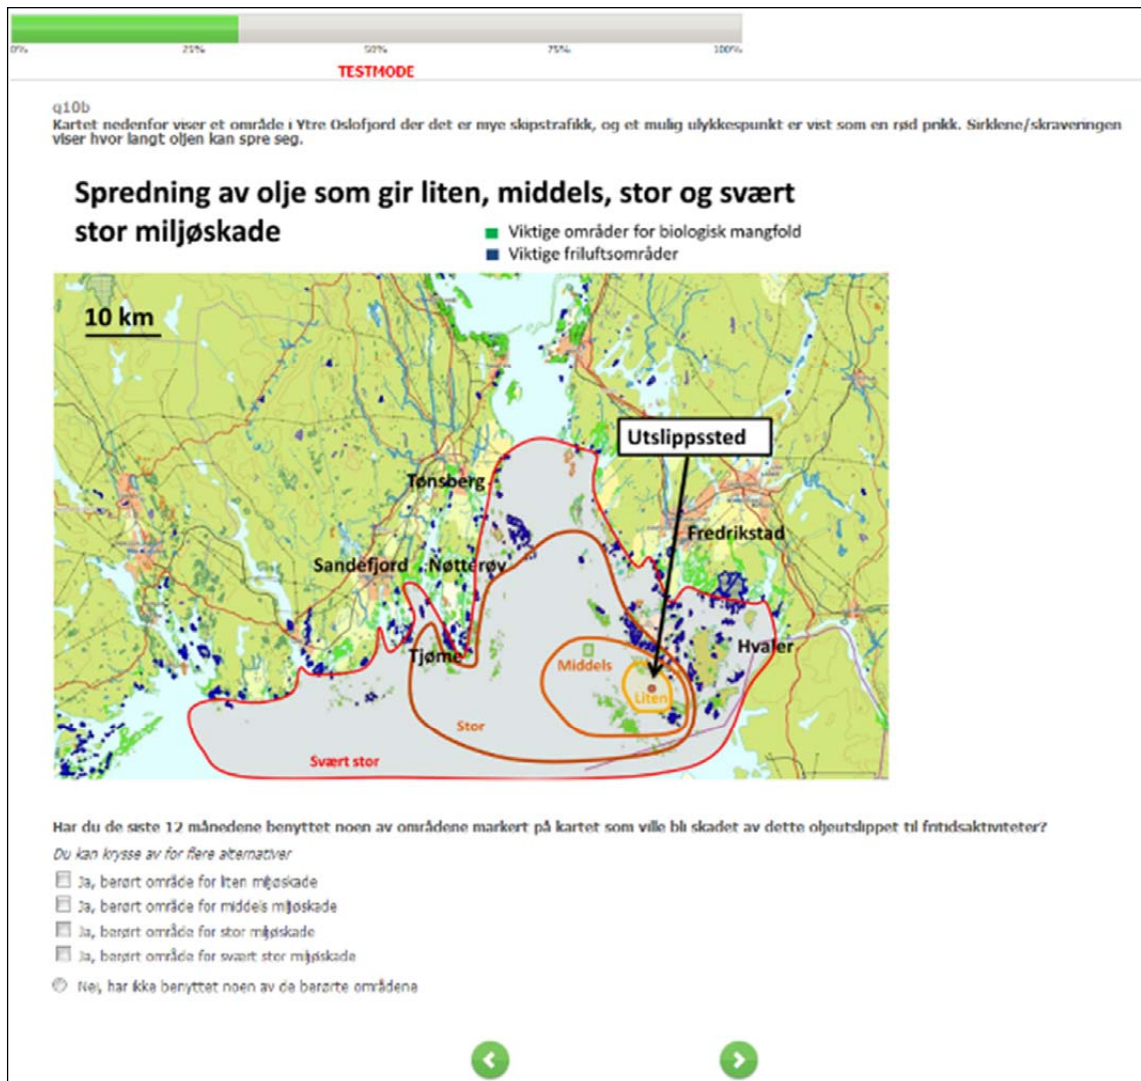 0%
25%
50%
75%
100%
TESTMODE
q10b
Kartet nedenfor viser et område i Ytre Oslofjord der det er mye skipstrafikk, og et mulig ulykkespunkt er vist som en rød prikk. Sirklene/skraveringen
viser hvor langt oljen kan spre seg.
Spredning av olje som gir liten, middels, stor og svært
stor miljøskade
Viktige områder for biologisk mangfold
Viktige friluftsområder
10 km
Utslippssted
Tønsberg
Fredrikstad
Sandefjord
Nøtterøy
Tjøme
Hvaler
Middels
Liten
Stor
Svært stor
Har du de siste 12 månedene benyttet noen av områdene markert på kartet som ville bli skadet av dette oljeutslippet til fritidsaktiviteter?
Du kan krysse av for flere alternativer
Ja, berørt område for liten miljøskade
Ja, berørt område for middels miljøskade
Ja, berørt område for stor miljøskade
Ja, berørt område for svært stor miljøskade
Nei, har ikke benyttet noen av de berørte områdene